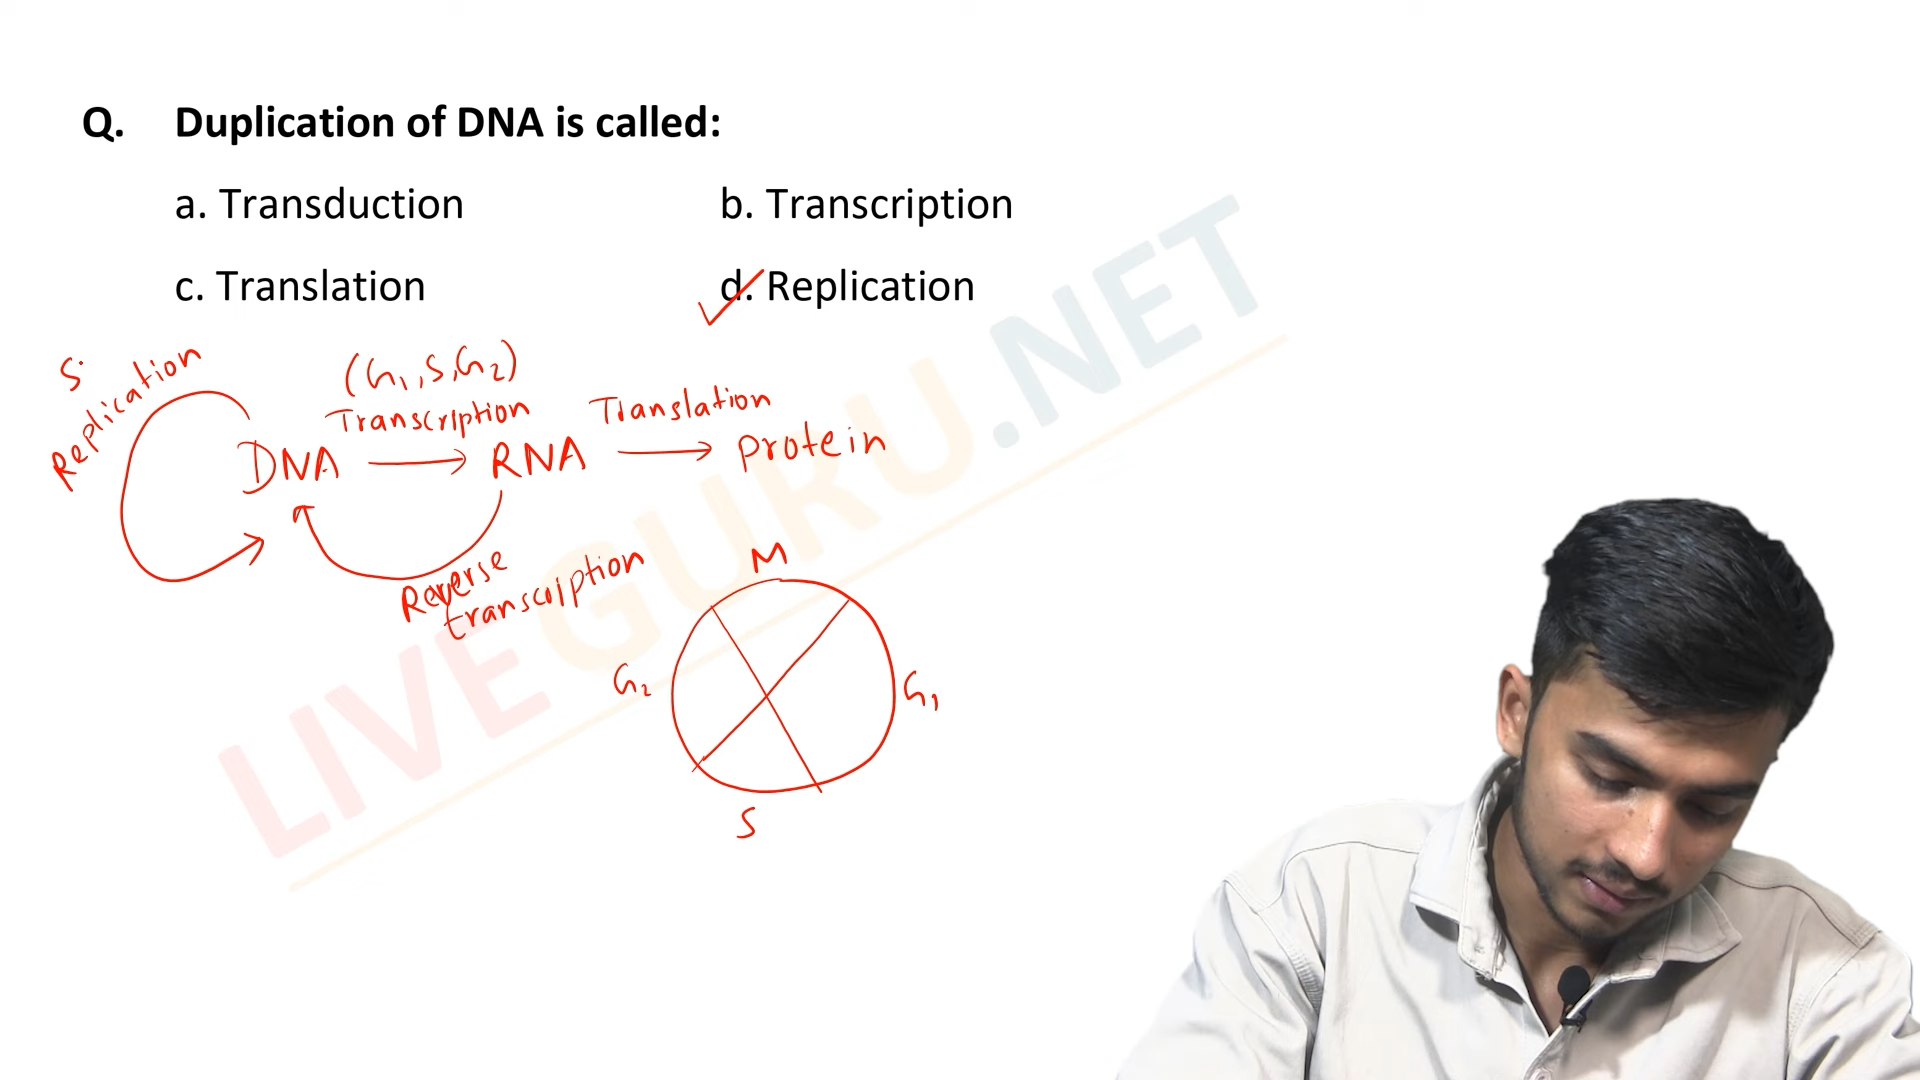 Q. Duplication of DNA is called:
a. Transduction b. Transcription
c. Translation d. Replication
S
Replication
(G1, S, G2)
Transcription
Translation
DNA → RNA → Protein
Reverse
transcription
M
G2
G1
S
LIVEGURU.NET